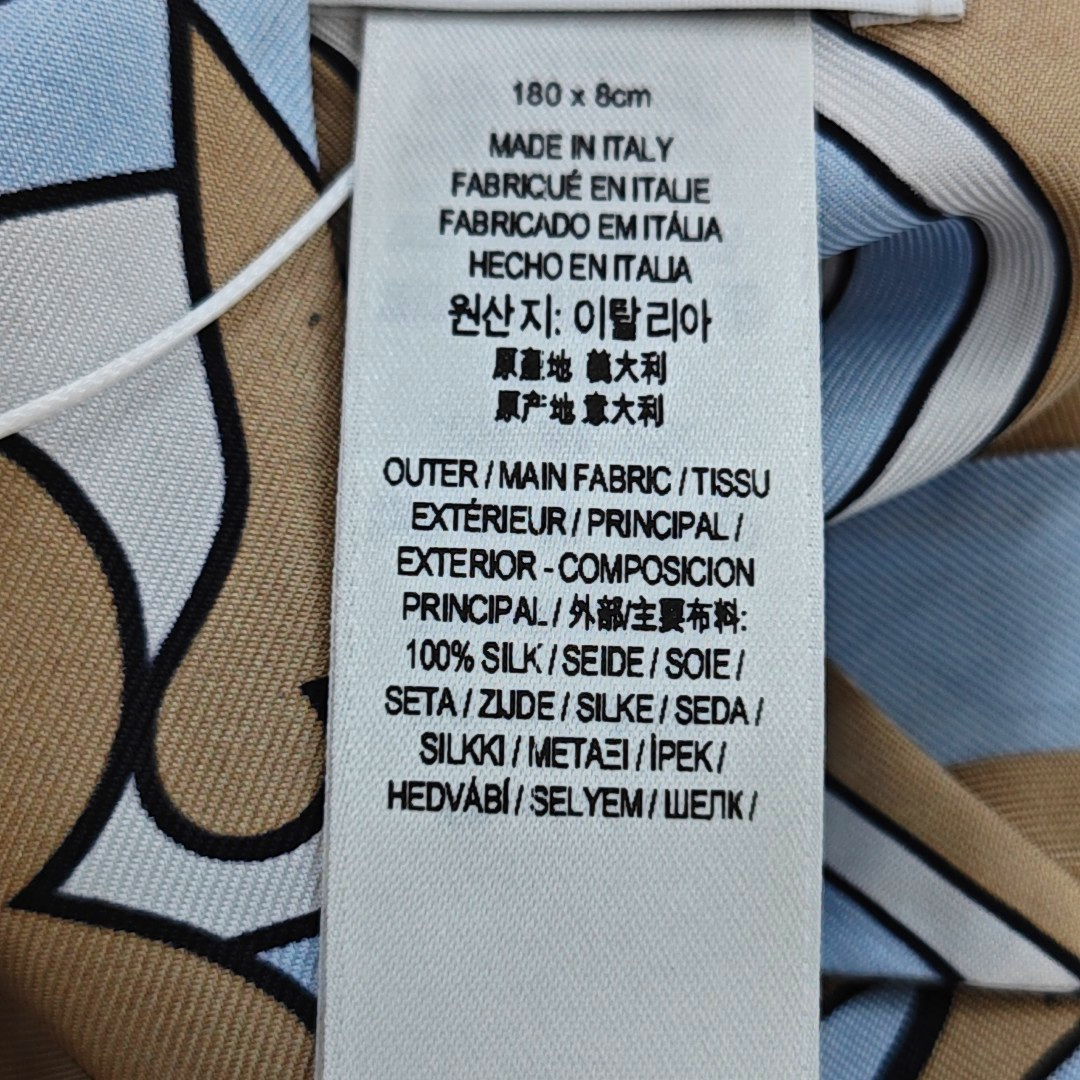 180 x 8cm
MADE IN ITALY
FABRIQUÉ EN ITALIE
FABRICADO EM ITÁLIA
HECHO EN ITALIA
원산지: 이탈리아
原產地 義大利
原产地 意大利
OUTER / MAIN FABRIC / TISSU
EXTÉRIEUR / PRINCIPAL /
EXTERIOR - COMPOSICION
PRINCIPAL / 外部/主要布料:
100% SILK / SEIDE / SOIE /
SETA / ZIJDE / SILKE / SEDA /
SILKKI / ΜΕΤΑΞΙ / İPEK /
HEDVÁBÍ / SELYEM / ШЕЛК /